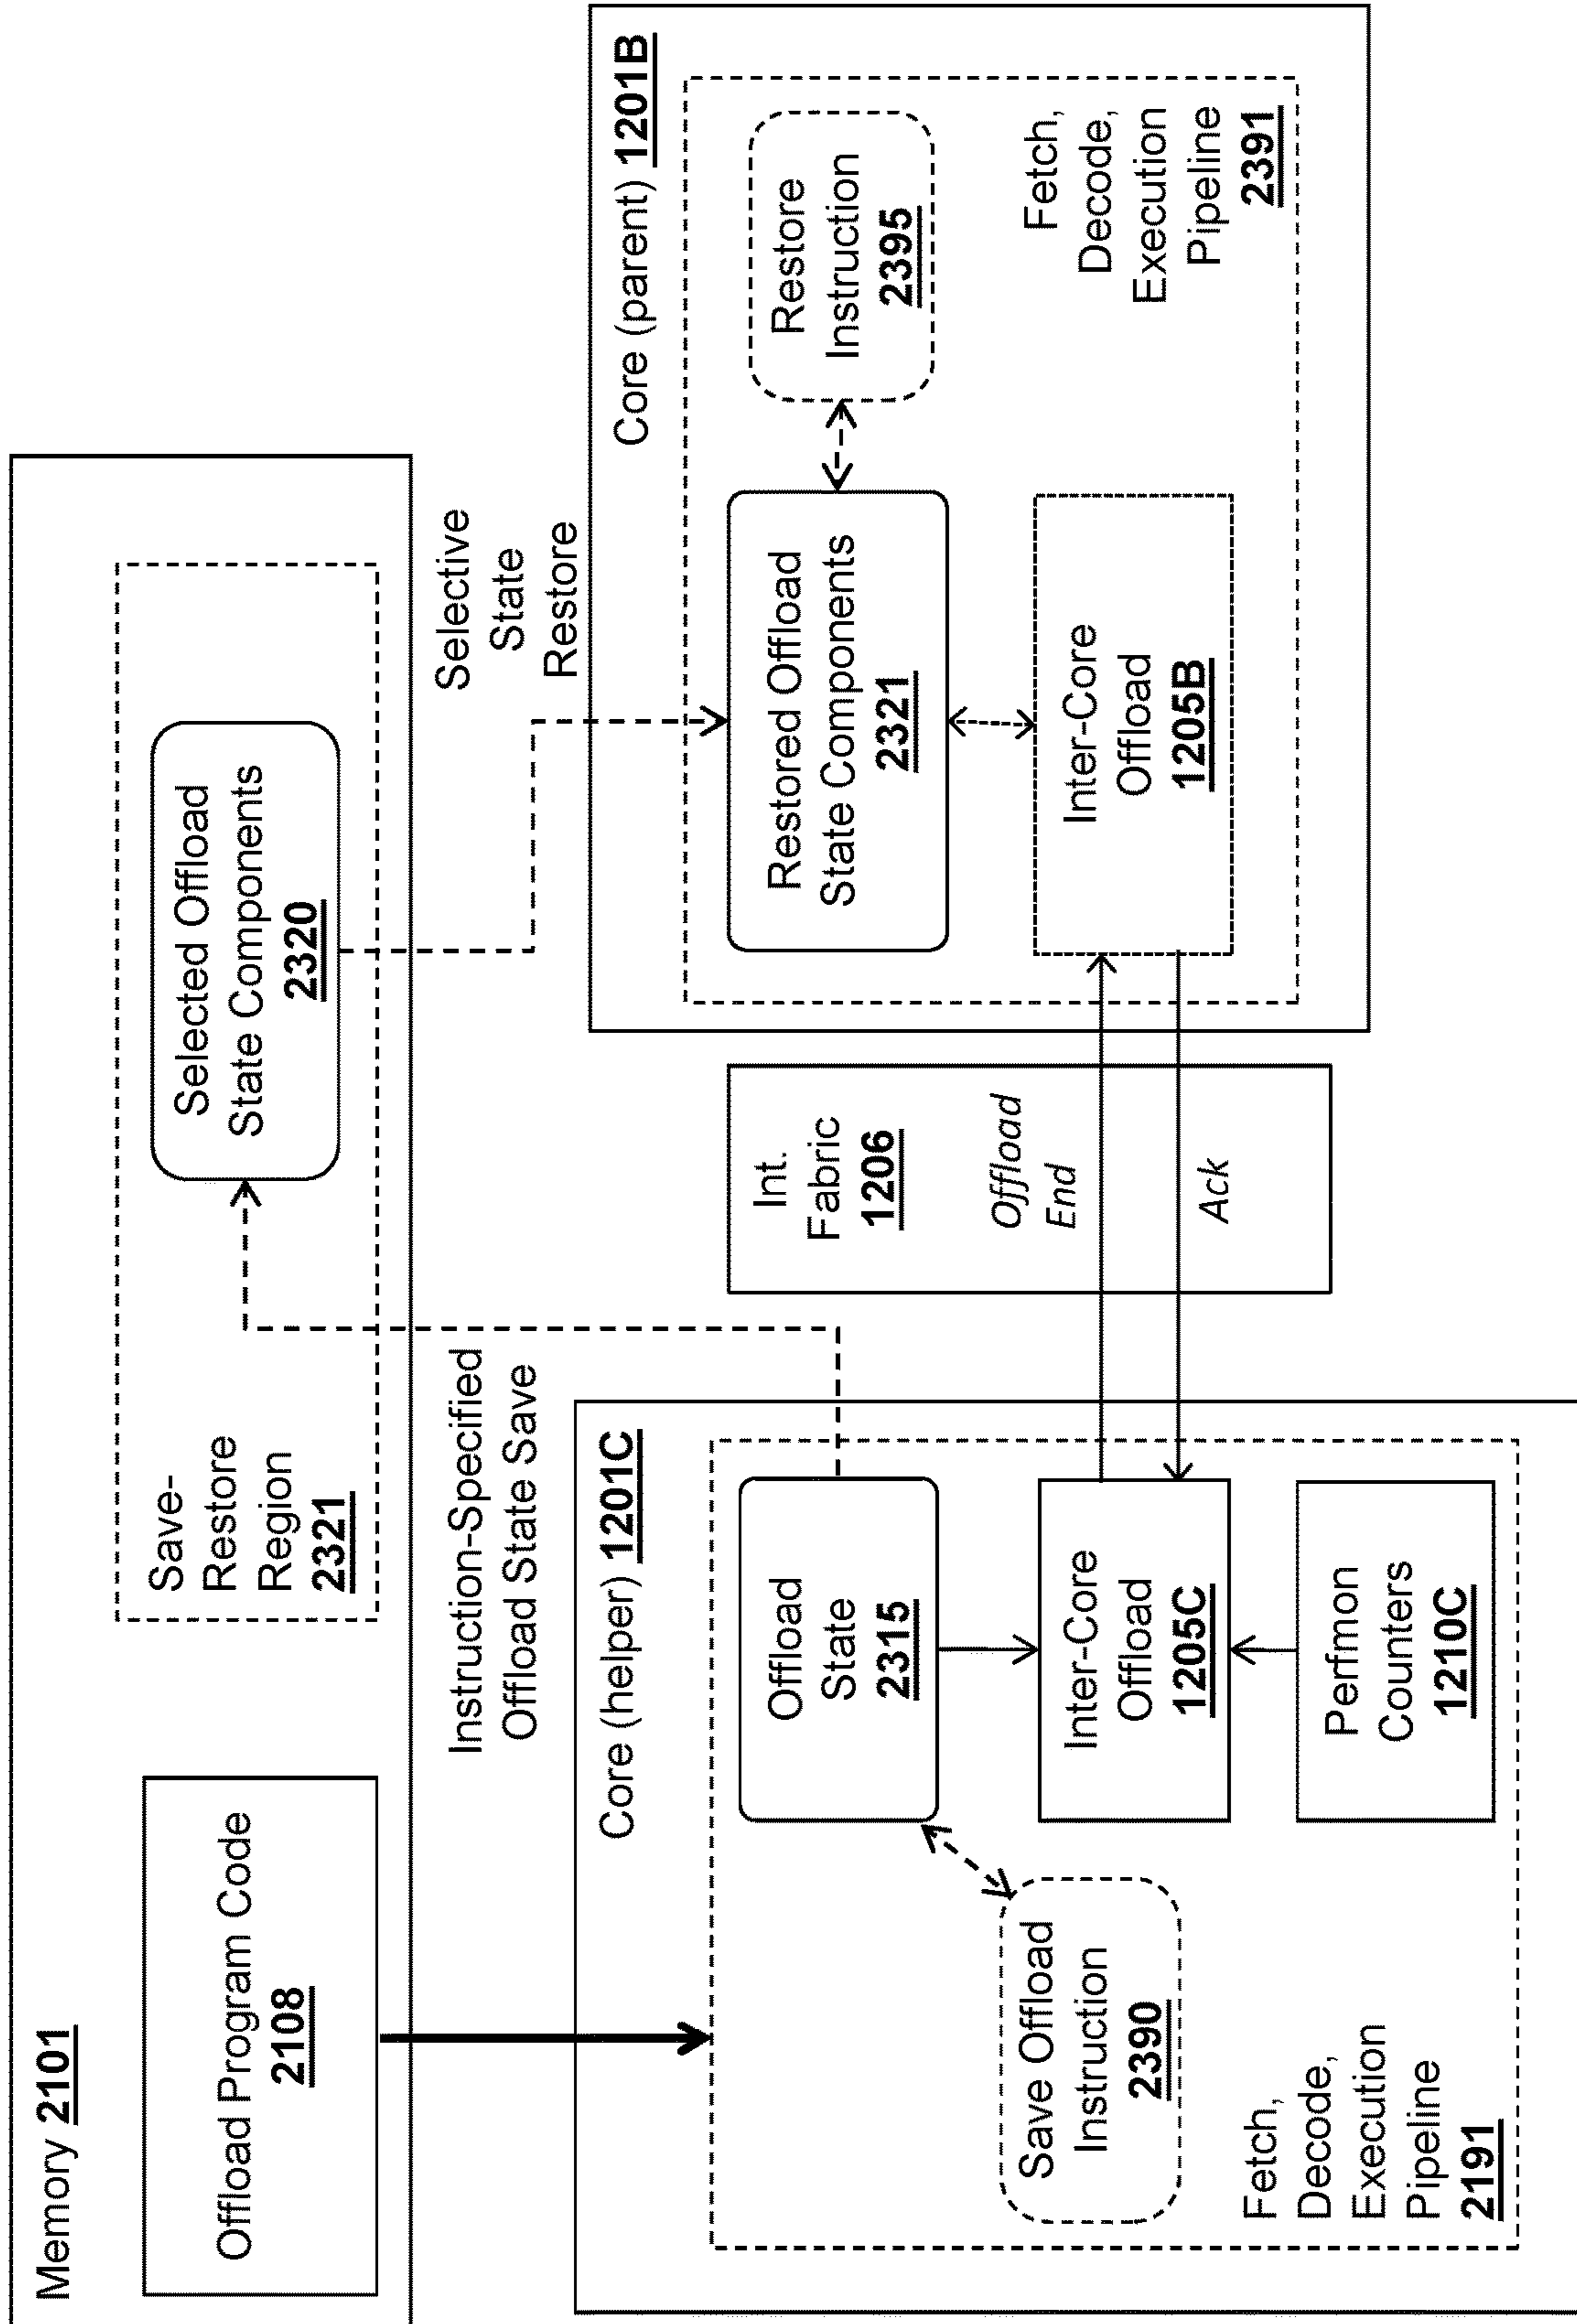 Memory 2101
Offload Program Code
2108
Save-
Restore
Region
2321
Selected Offload
State Components
2320
Instruction-Specified
Offload State Save
Selective
State
Restore
Core (helper) 1201C
Offload
State
2315
Save Offload
Instruction
2390
Inter-Core
Offload
1205C
Perfmon
Counters
1210C
Fetch,
Decode,
Execution
Pipeline
2191
Int.
Fabric
1206
Offload
End
Ack
Core (parent) 1201B
Restored Offload
State Components
2321
Restore
Instruction
2395
Inter-Core
Offload
1205B
Fetch,
Decode,
Execution
Pipeline
2391